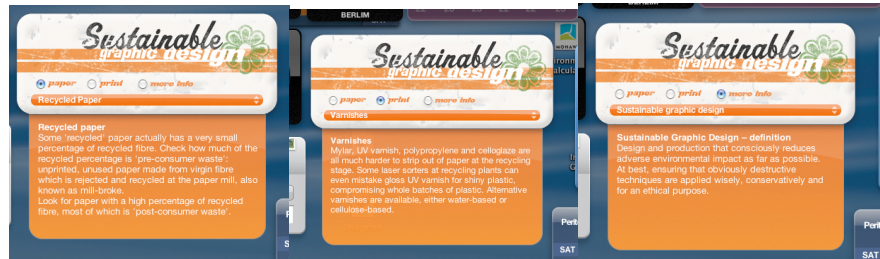 Sustainable
graphic design
paper print more info
Recycled Paper
Recycled paper
Some 'recycled' paper actually has a very small
percentage of recycled fibre. Check how much of the
recycled percentage is 'pre-consumer waste':
unprinted, unused paper made from virgin fibre
which is rejected and recycled at the paper mill, also
known as mill-broke.
Look for paper with a high percentage of recycled
fibre, most of which is 'post-consumer waste'.
BERLIM
Sustainable
graphic design
paper print more info
Varnishes
Varnishes
Mylar, UV varnish, polypropylene and celloglaze are
all much harder to strip out of paper at the recycling
stage. Some laser sorters at recycling plants can
even mistake gloss UV varnish for shiny plastic,
compromising whole batches of plastic. Alternative
varnishes are available, either water-based or
cellulose-based.
Sustainable
graphic design
paper print more info
Sustainable graphic design
Sustainable Graphic Design – definition
Design and production that consciously reduces
adverse environmental impact as far as possible.
At best, ensuring that obviously destructive
techniques are applied wisely, conservatively and
for an ethical purpose.
SAT